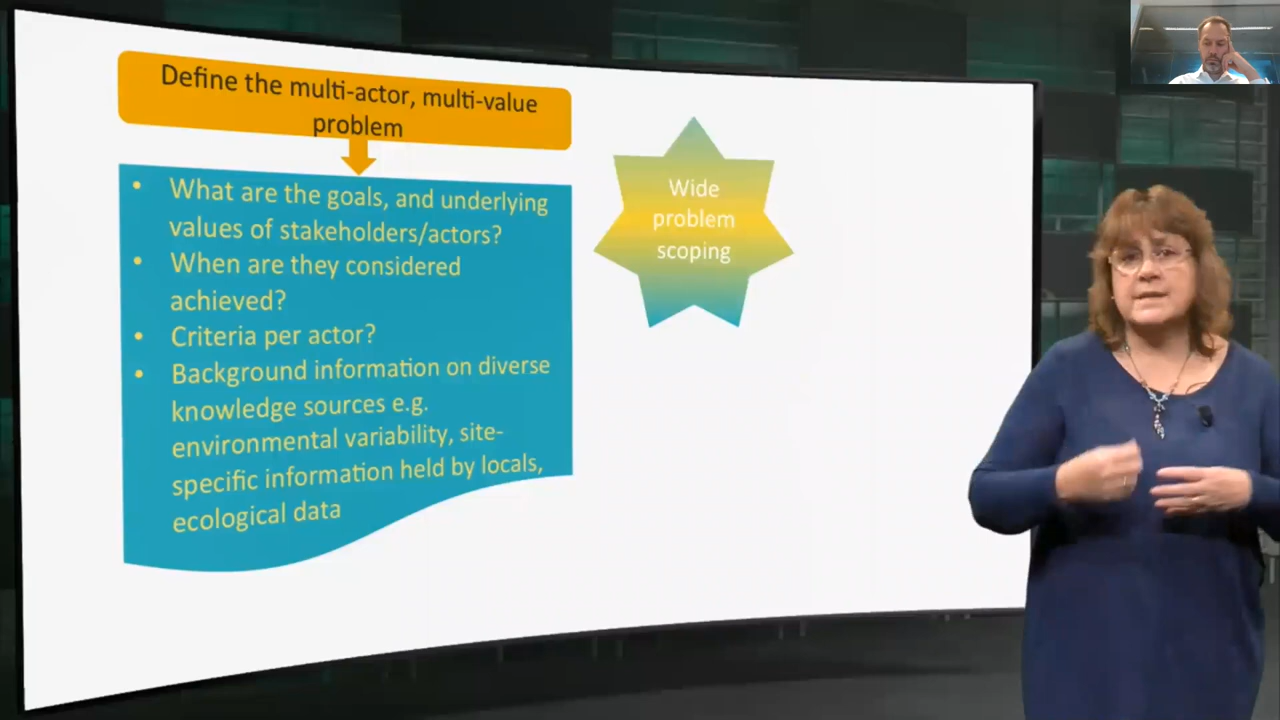 Define the multi-actor, multi-value
problem
• What are the goals, and underlying
values of stakeholders/actors?
• When are they considered
achieved?
• Criteria per actor?
• Background information on diverse
knowledge sources e.g.
environmental variability, site-
specific information held by locals,
ecological data
Wide
problem
scoping